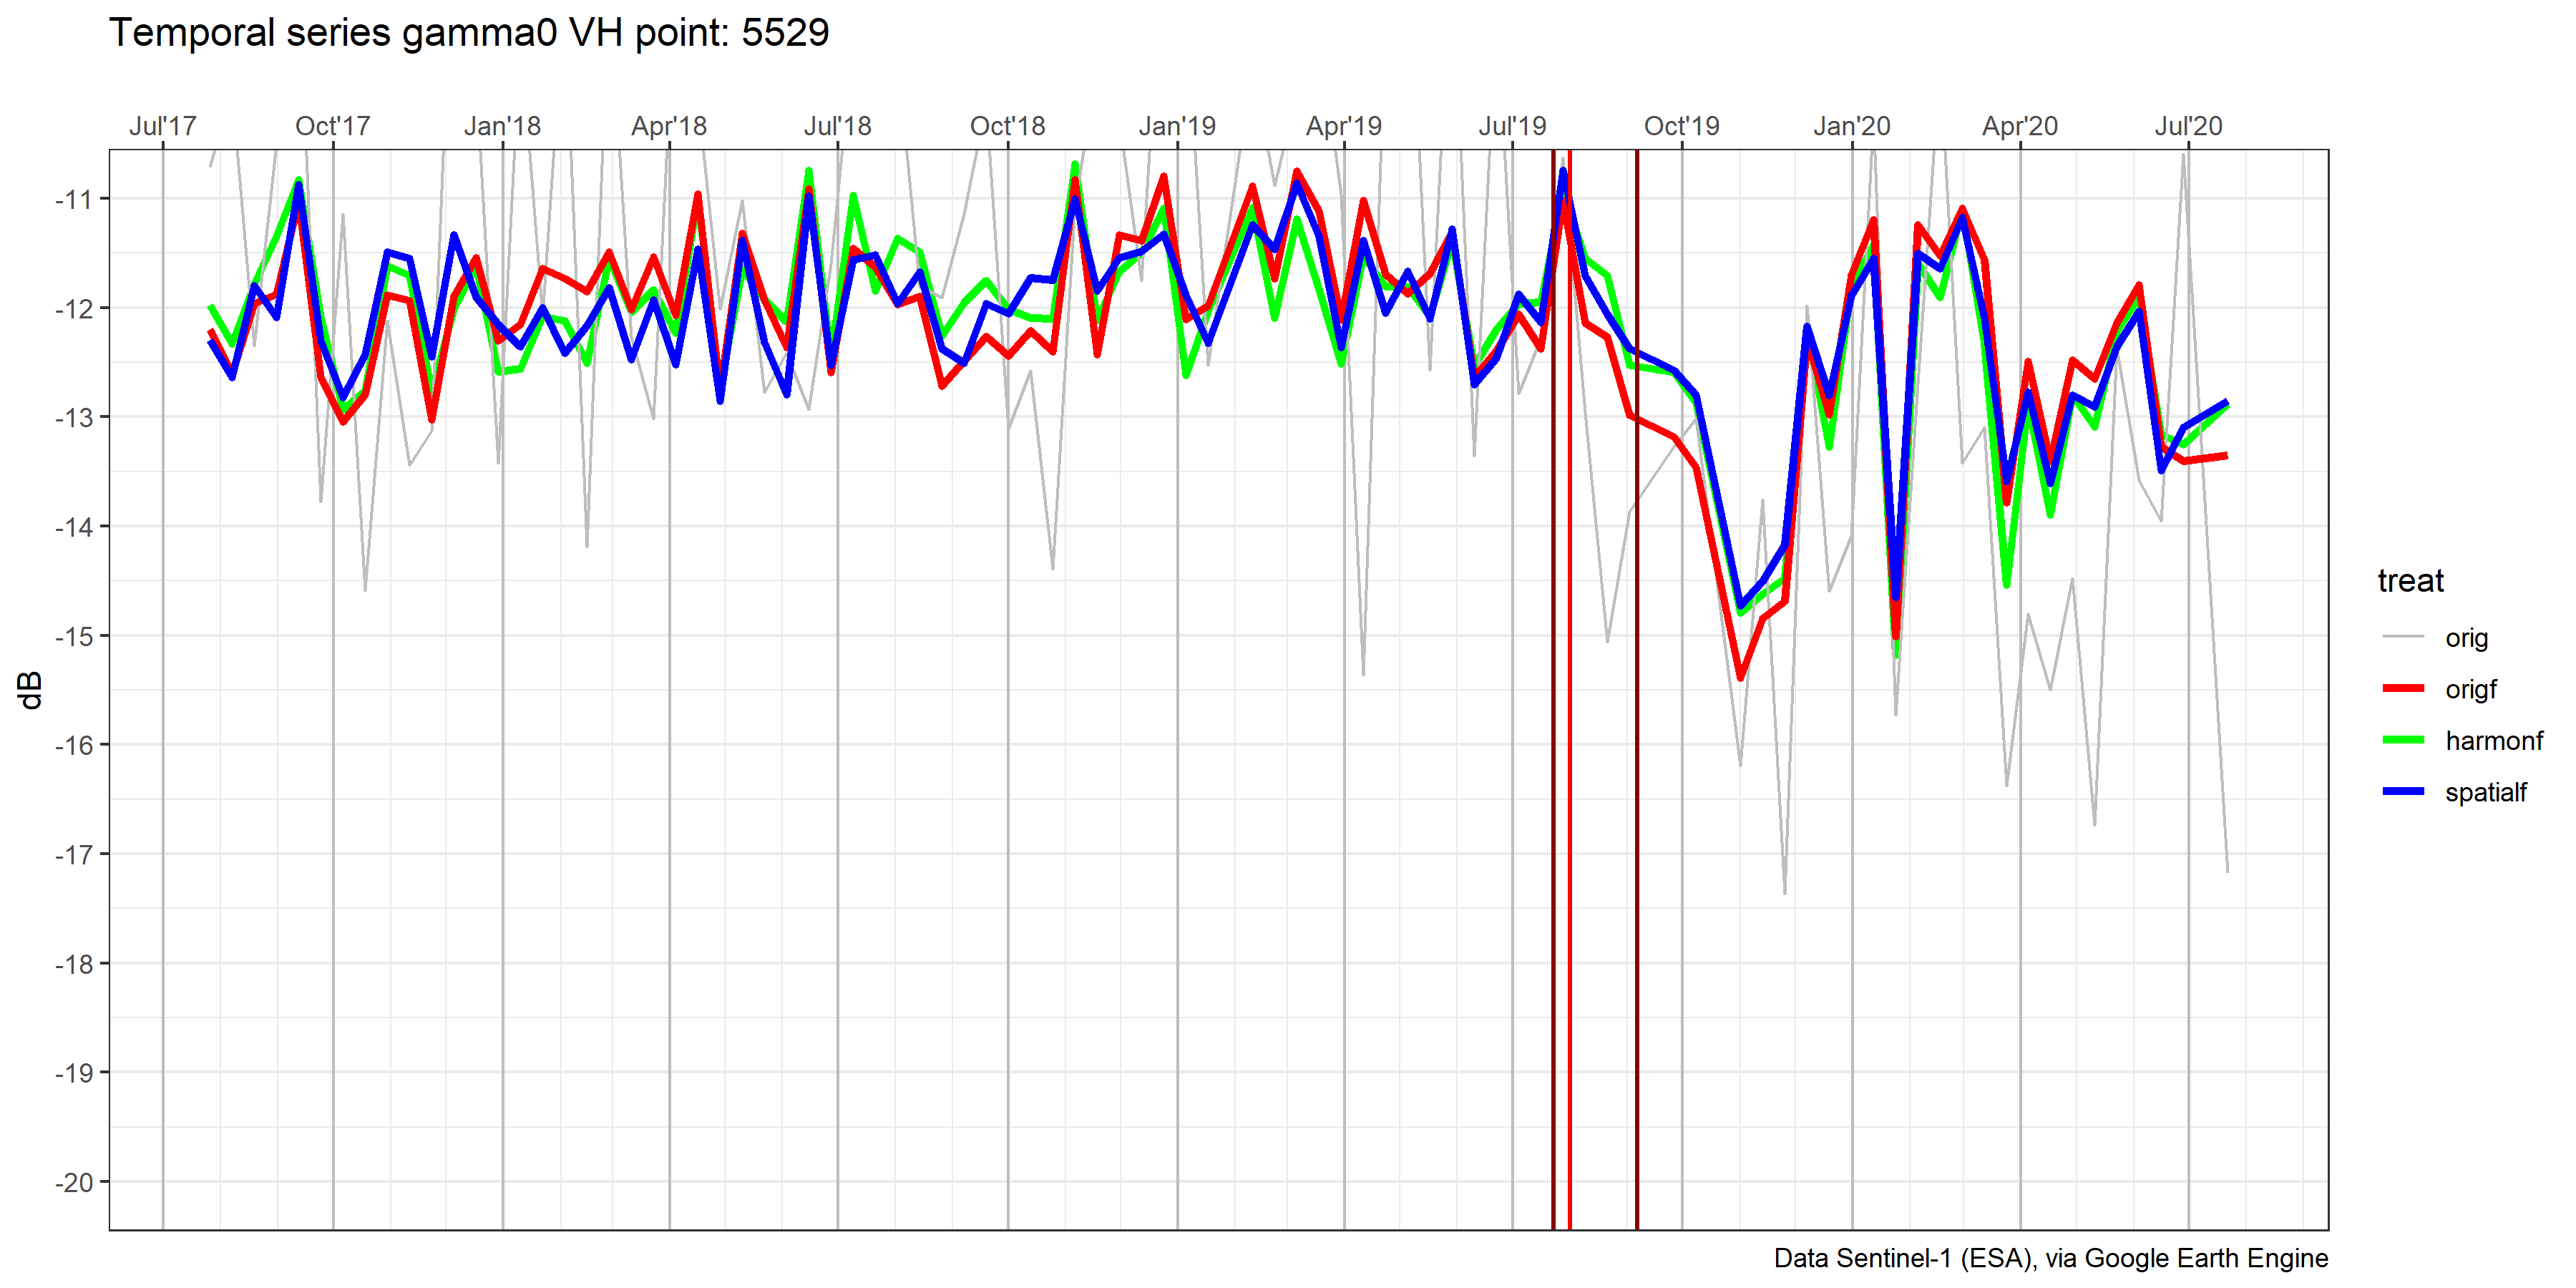 Temporal series gamma0 VH point: 5529
Jul'17 Oct'17 Jan'18 Apr'18 Jul'18 Oct'18 Jan'19 Apr'19 Jul'19 Oct'19 Jan'20 Apr'20 Jul'20
-11
-12
-13
-14
-15
-16
-17
-18
-19
-20
dB
treat
orig
origf
harmonf
spatialf
Data Sentinel-1 (ESA), via Google Earth Engine